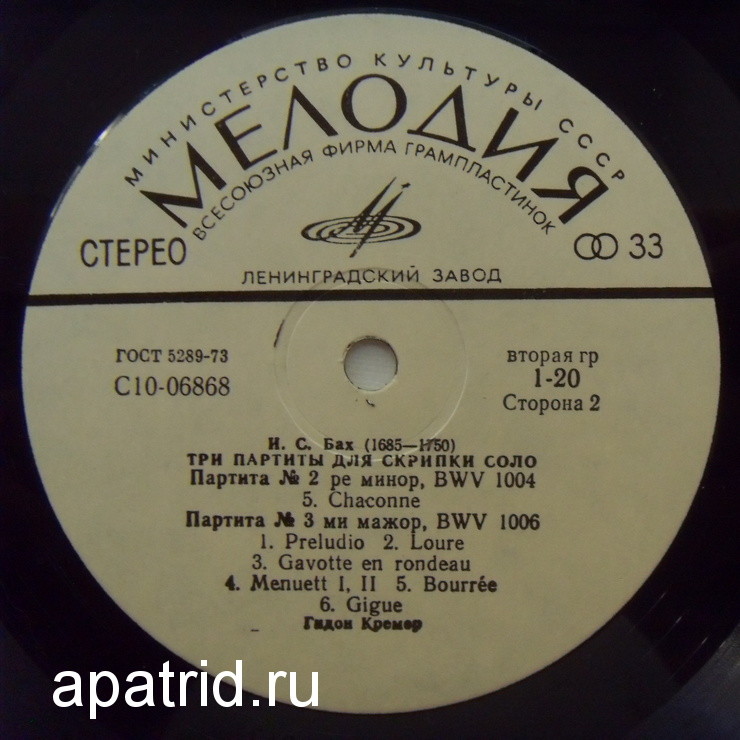 МИНИСТЕРСТВО КУЛЬТУРЫ СССР
МЕЛОДИЯ
ВСЕСОЮЗНАЯ ФИРМА ГРАМПЛАСТИНОК
СТЕРЕО
33
ЛЕНИНГРАДСКИЙ ЗАВОД
ГОСТ 5289-73
С10-06868
вторая гр
1-20
Сторона 2
И. С. Бах (1685—1750)
ТРИ ПАРТИТЫ ДЛЯ СКРИПКИ СОЛО
Партита № 2 ре минор, BWV 1004
5. Chaconne
Партита № 3 ми мажор, BWV 1006
1. Preludio 2. Loure
3. Gavotte en rondeau
4. Menuett I, II 5. Bourrée
6. Gigue
Гидон Кремер
apatrid.ru